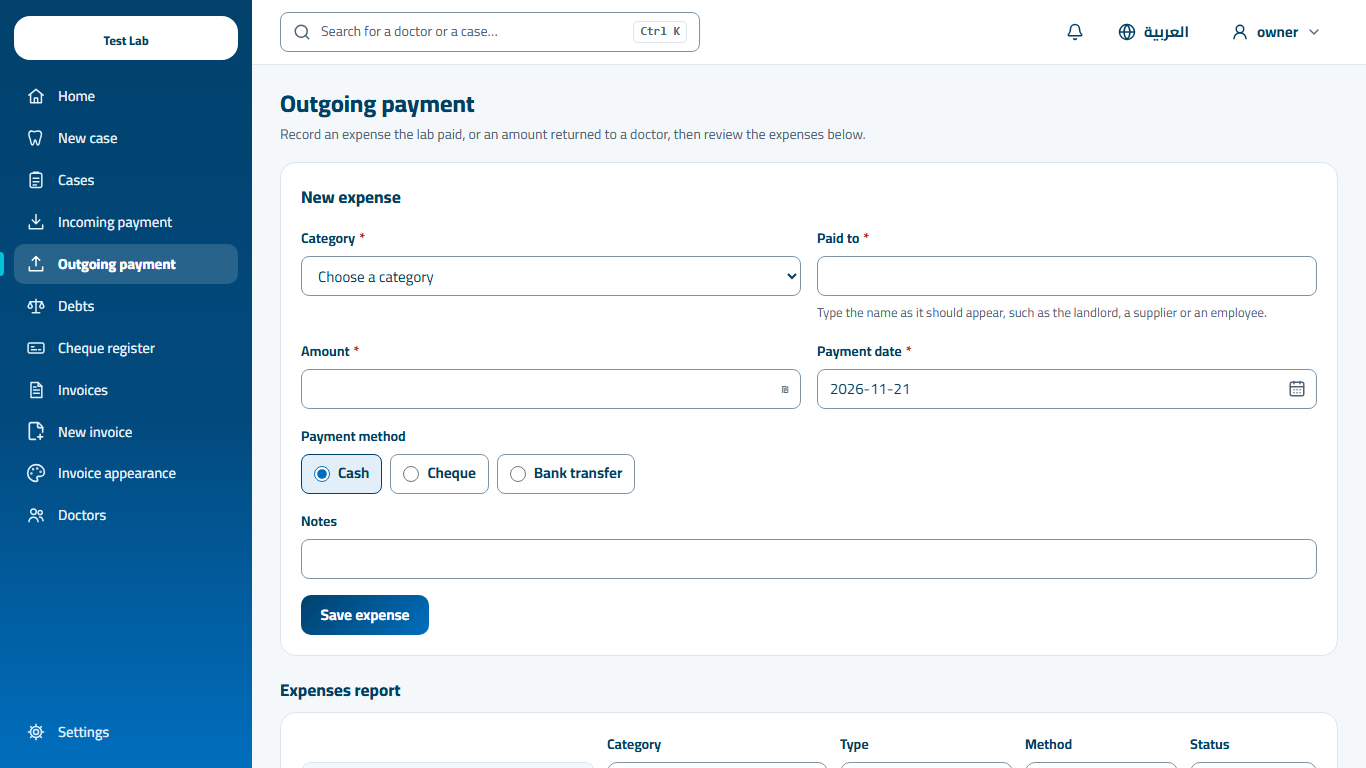 Test Lab
Search for a doctor or a case...
Ctrl K
العربية
owner
Home
New case
Cases
Incoming payment
Outgoing payment
Debts
Cheque register
Invoices
New invoice
Invoice appearance
Doctors
Settings
Outgoing payment
Record an expense the lab paid, or an amount returned to a doctor, then review the expenses below.
New expense
Category *
Paid to *
Choose a category
Type the name as it should appear, such as the landlord, a supplier or an employee.
Amount *
Payment date *
₪
2026-11-21
Payment method
Cash
Cheque
Bank transfer
Notes
Save expense
Expenses report
Category
Type
Method
Status